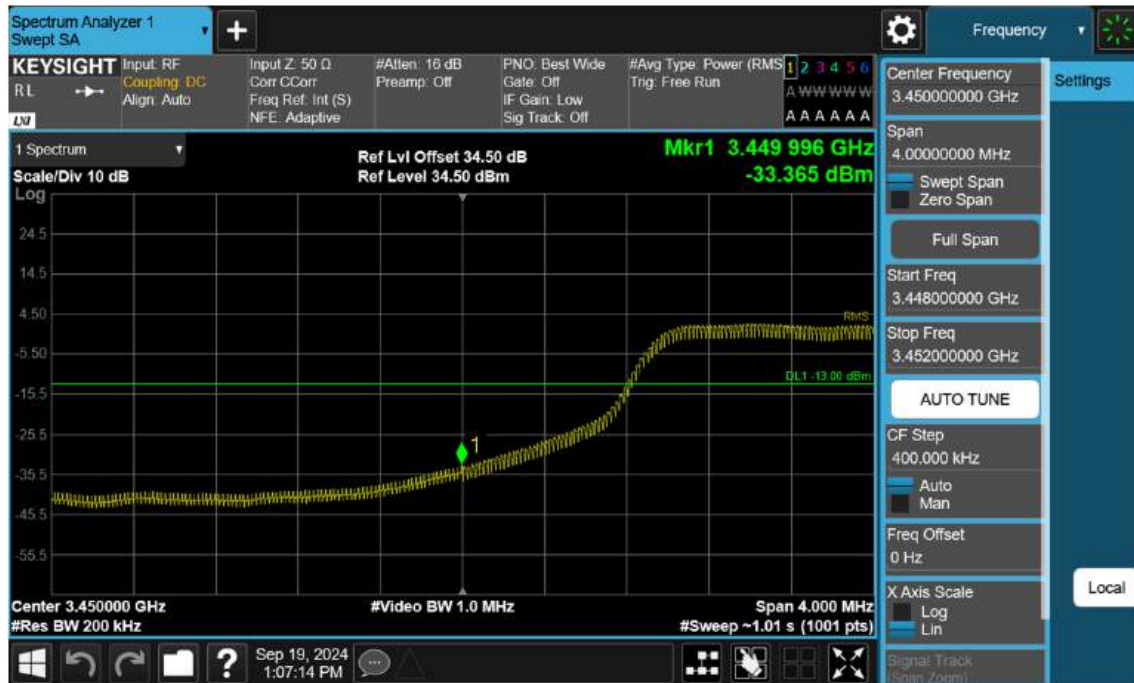 Spectrum Analyzer 1
Swept SA
+
Frequency
KEYSIGHT
RL
LXI
Input: RF
Coupling: DC
Align: Auto
Input Z: 50 Ω
Corr CCorr
Freq Ref: Int (S)
NFE: Adaptive
#Atten: 16 dB
Preamp: Off
PNO: Best Wide
Gate: Off
IF Gain: Low
Sig Track: Off
#Avg Type: Power (RMS
Trig: Free Run
1 2 3 4 5 6
A W W W W W
A A A A A A
1 Spectrum
Scale/Div 10 dB
Ref Lvl Offset 34.50 dB
Ref Level 34.50 dBm
Mkr1 3.449 996 GHz
-33.365 dBm
Log
24.5
14.5
4.50
-5.50
-15.5
-25.5
-35.5
-45.5
-55.5
RMS
DL1 -13.00 dBm
1
Center 3.450000 GHz
#Res BW 200 kHz
#Video BW 1.0 MHz
Span 4.000 MHz
#Sweep ~1.01 s (1001 pts)
Center Frequency
3.450000000 GHz
Settings
Span
4.00000000 MHz
Swept Span
Zero Span
Full Span
Start Freq
3.448000000 GHz
Stop Freq
3.452000000 GHz
AUTO TUNE
CF Step
400.000 kHz
Auto
Man
Freq Offset
0 Hz
X Axis Scale
Log
Lin
Local
Signal Track
(Span Zoom)
?
Sep 19, 2024
1:07:14 PM